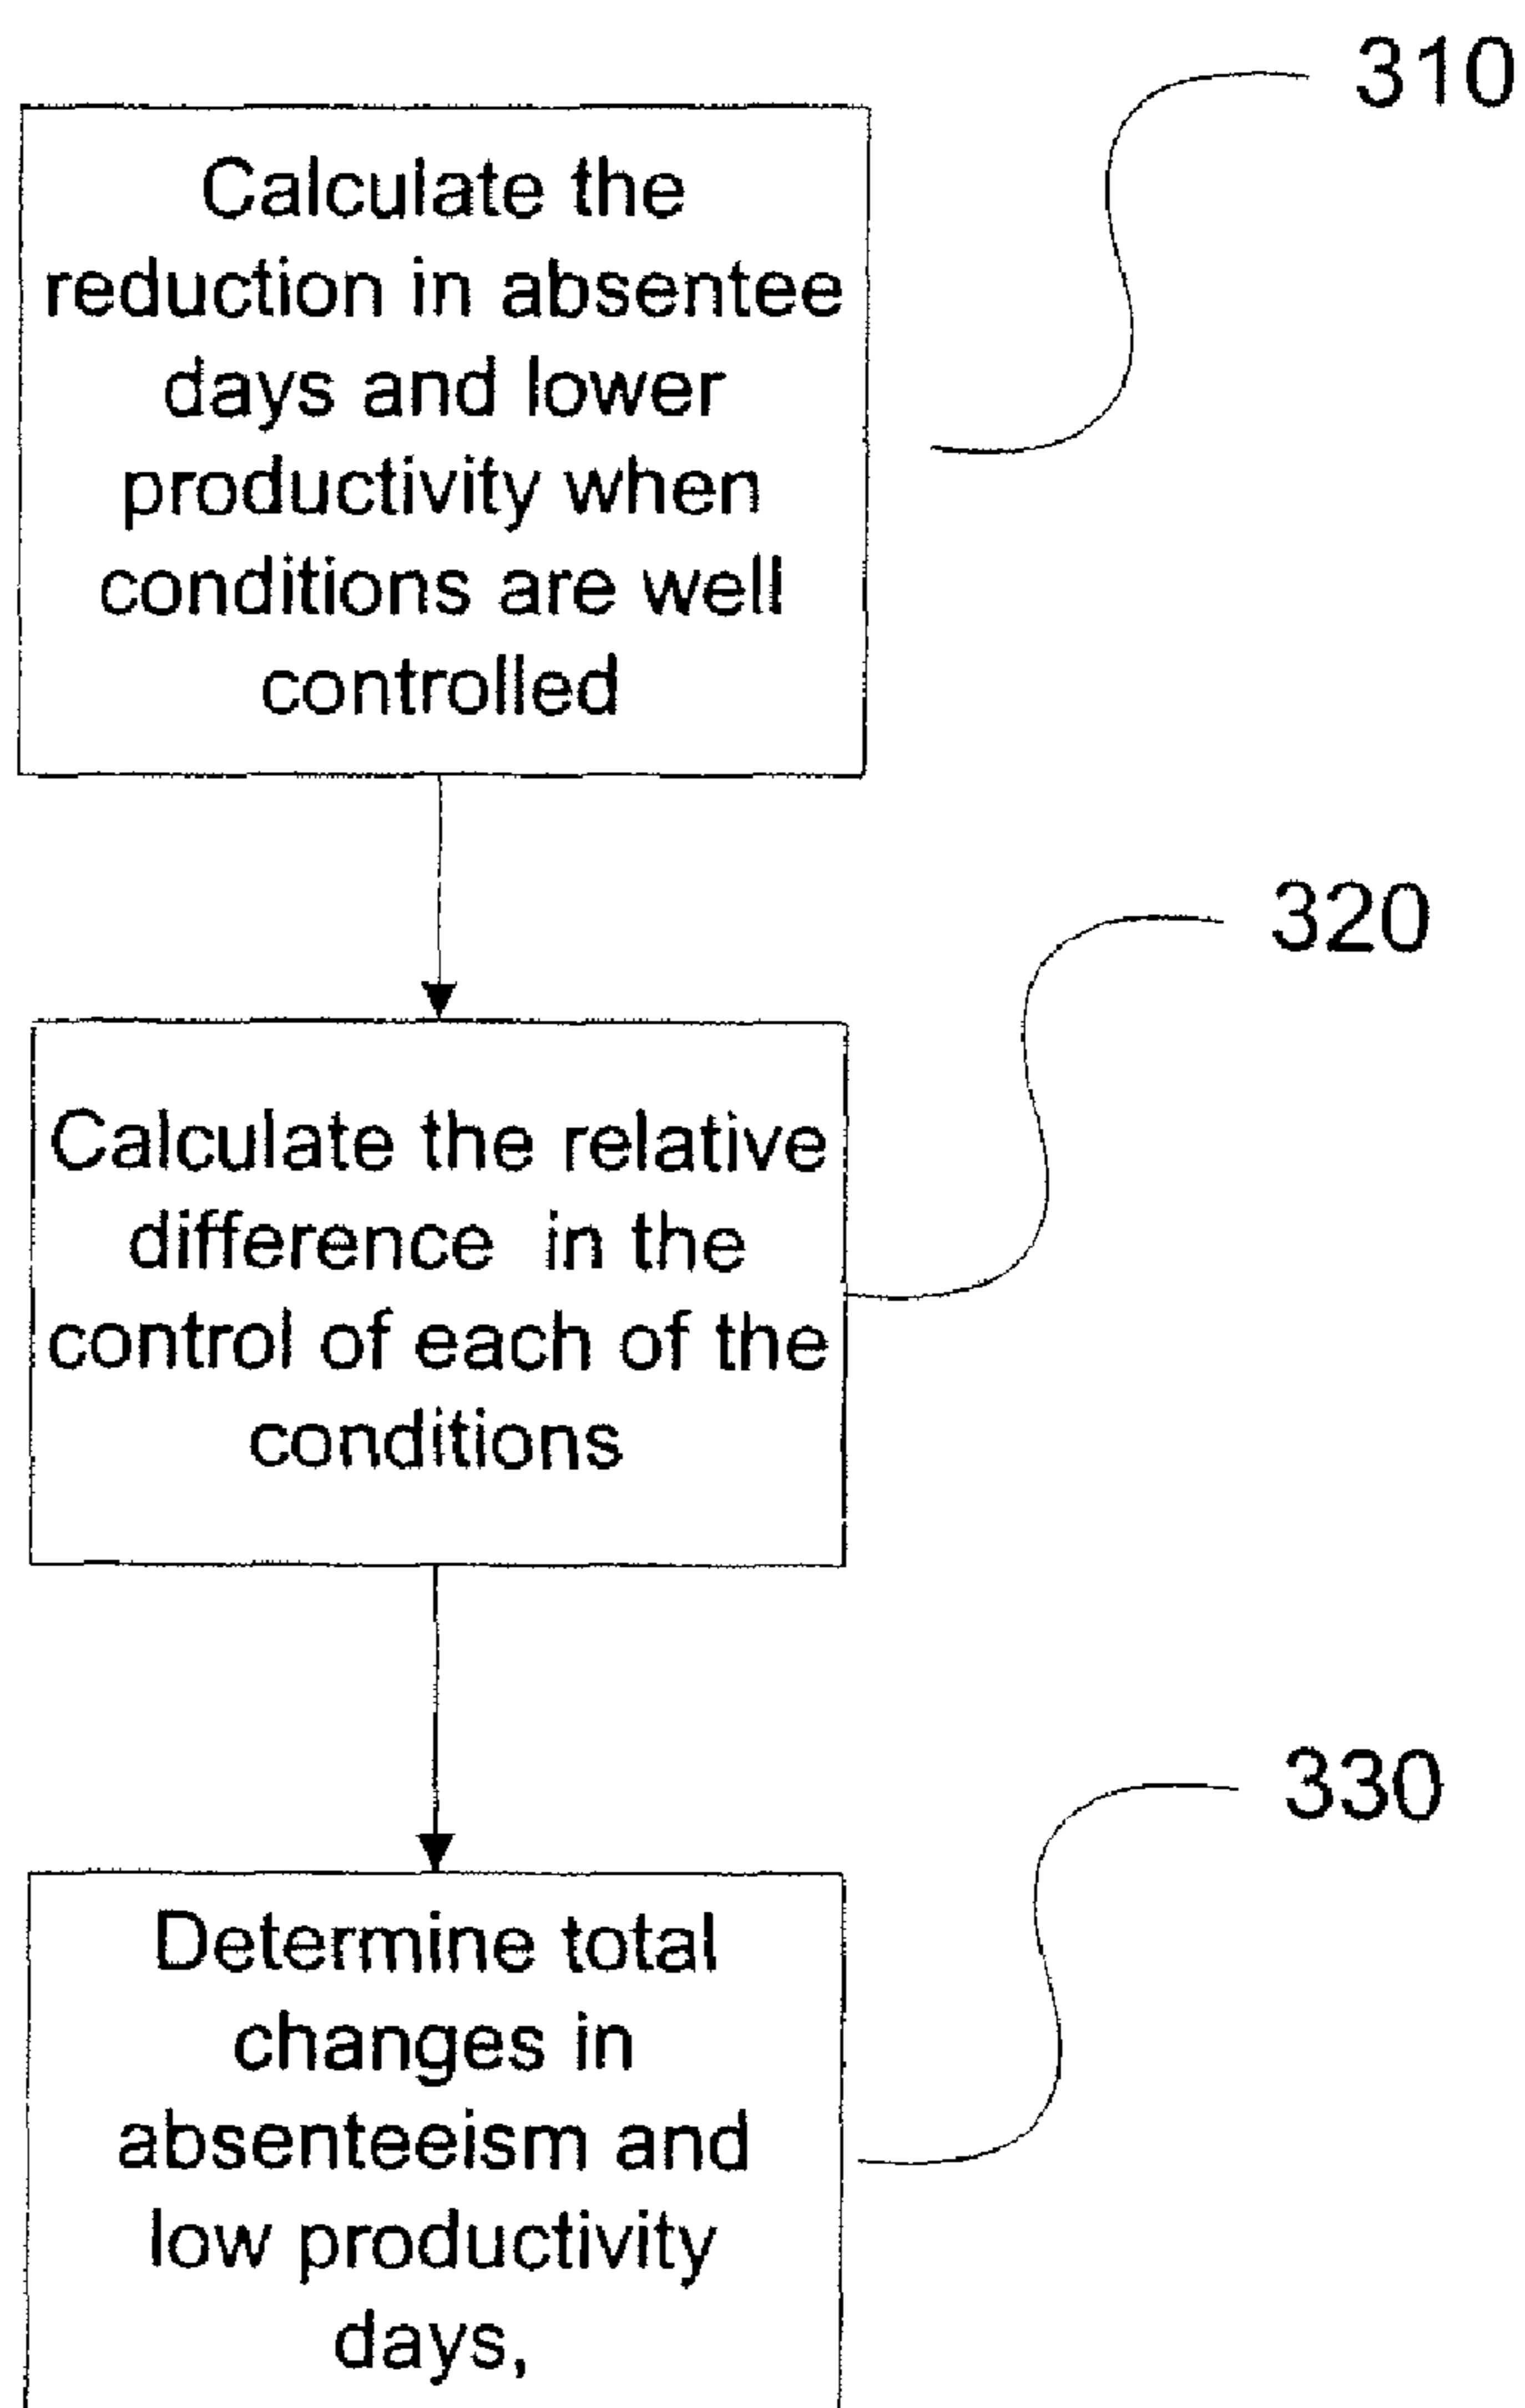 310
Calculate the
reduction in absentee
days and lower
productivity when
conditions are well
controlled
320
Calculate the relative
difference in the
control of each of the
conditions
330
Determine total
changes in
absenteeism and
low productivity
days,